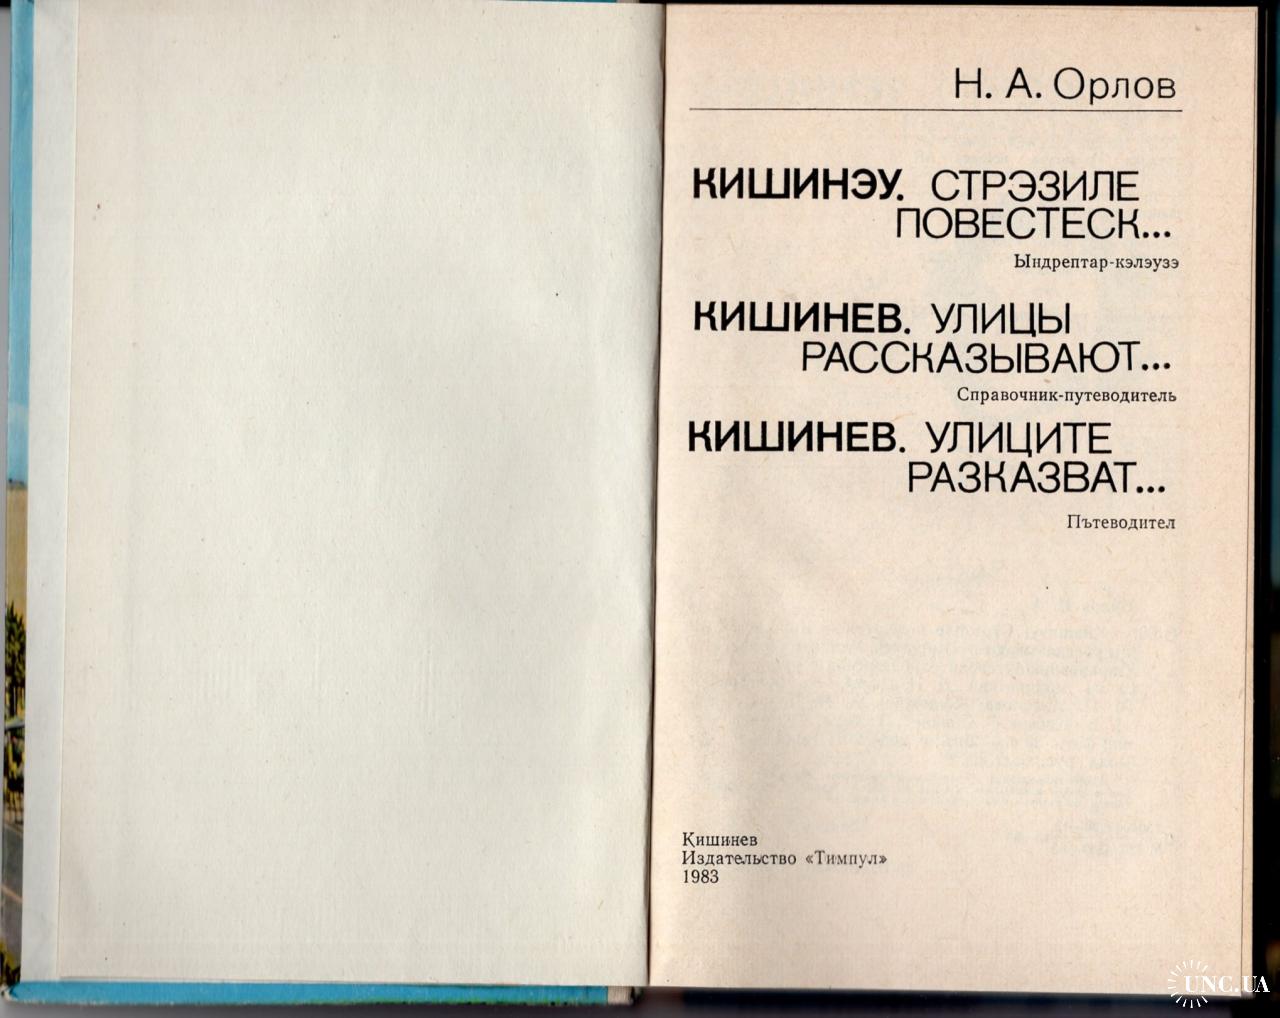 Н. А. Орлов
КИШИНЭУ. СТРЭЗИЛЕ
ПОВЕСТЕСК...
Ындрептар-кэлэузэ
КИШИНЕВ. УЛИЦЫ
РАССКАЗЫВАЮТ...
Справочник-путеводитель
КИШИНЕВ. УЛИЦИТЕ
РАЗКАЗВАТ...
Пътеводител
Кишинев
Издательство «Тимпул»
1983
UNC.UA